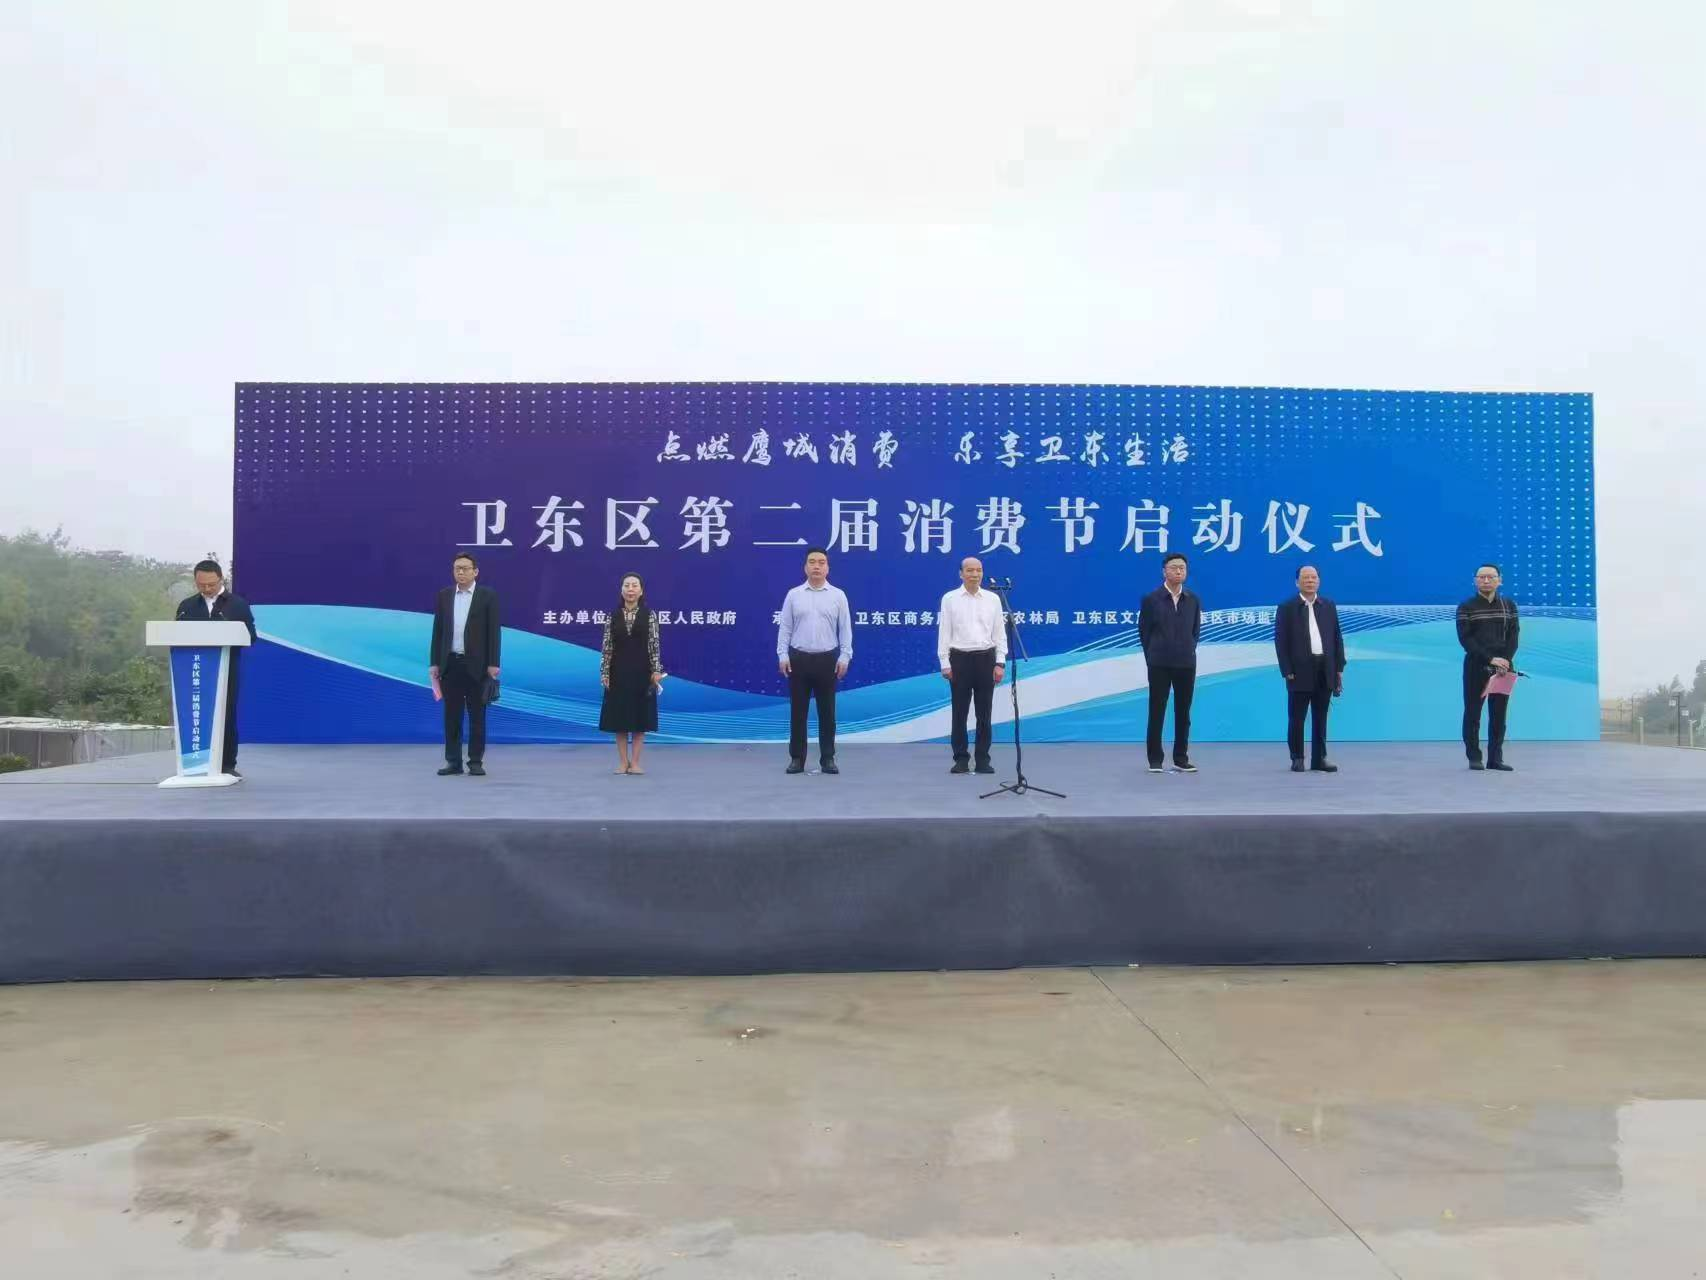 点燃鹰城消费 乐享卫东生活
卫东区第二届消费节启动仪式
主办单位 区人民政府 承 卫东区商务局 农林局 卫东区文 东区市场监
卫东区第二届消费节启动仪式